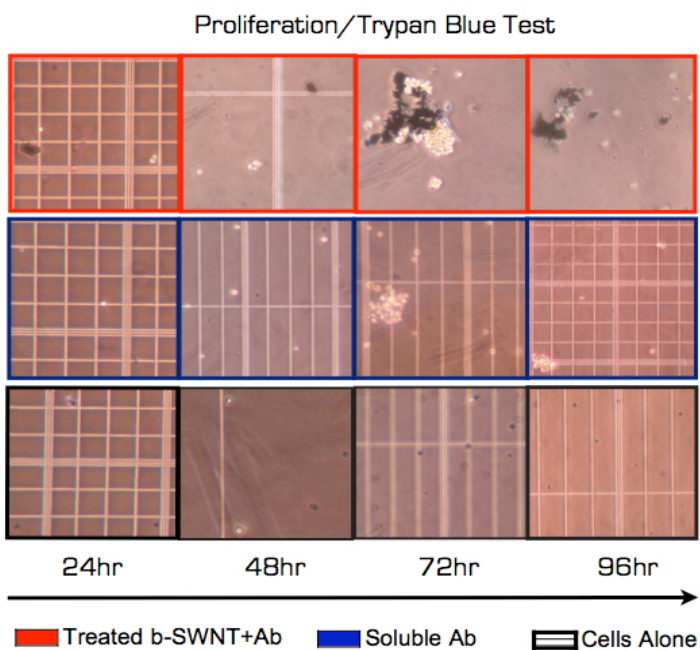 Proliferation/Trypan Blue Test
24hr 48hr 72hr 96hr
Treated b-SWNT+Ab Soluble Ab Cells Alone